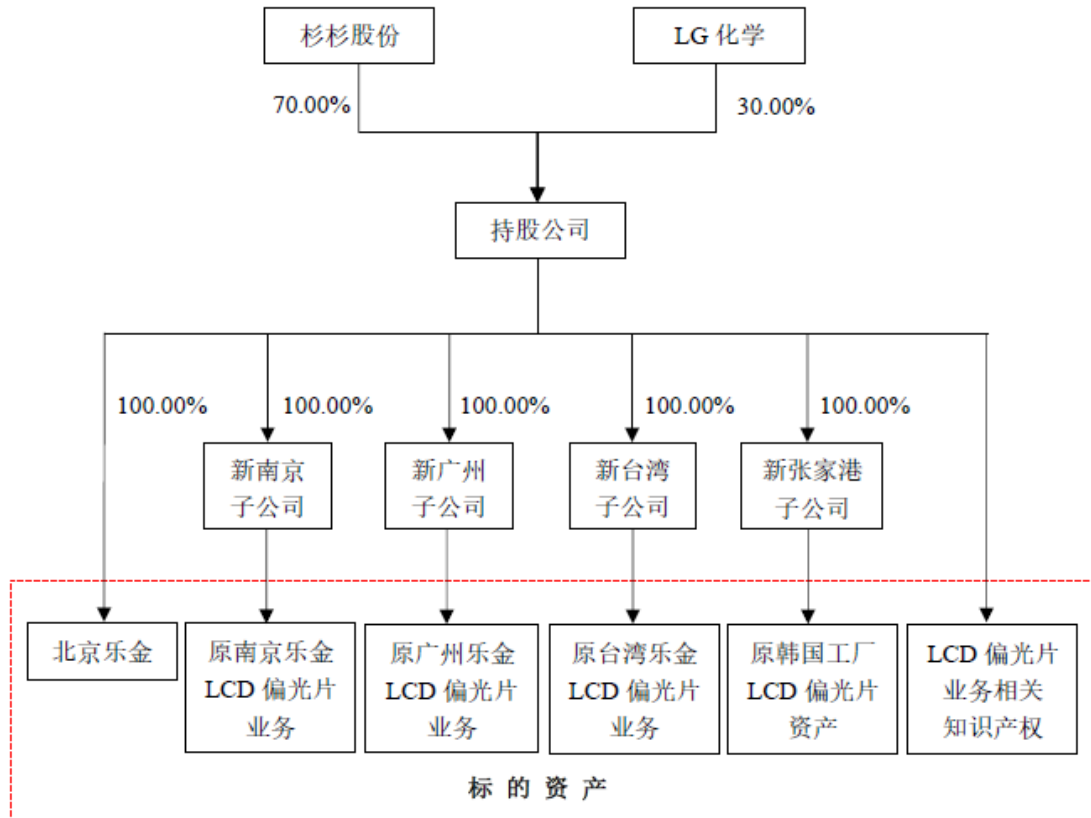 杉杉股份
LG 化学
70.00%
30.00%
持股公司
100.00%
100.00%
100.00%
100.00%
100.00%
新南京
子公司
新广州
子公司
新台湾
子公司
新张家港
子公司
北京乐金
原南京乐金
LCD 偏光片
业务
原广州乐金
LCD 偏光片
业务
原台湾乐金
LCD 偏光片
业务
原韩国工厂
LCD 偏光片
资产
LCD 偏光片
业务相关
知识产权
标 的 资 产